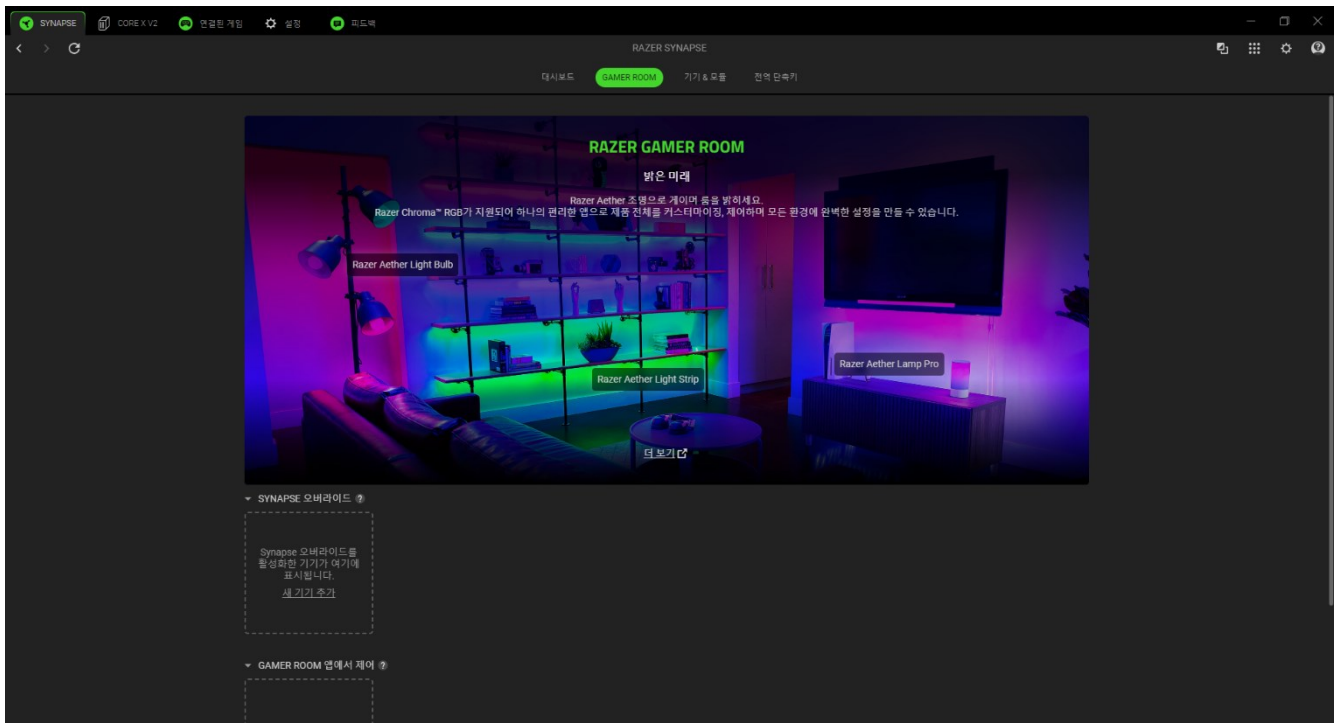 SYNAPSE
CORE X V2
연결된 게임
설정
피드백
RAZER SYNAPSE
대시보드
GAMER ROOM
기기 & 모듈
전역 단축키
RAZER GAMER ROOM
밝은 미래
Razer Aether 조명으로 게이머 룸을 밝히세요.
Razer Chroma™ RGB가 지원되어 하나의 편리한 앱으로 제품 전체를 커스터마이징, 제어하며 모든 환경에 완벽한 설정을 만들 수 있습니다.
Razer Aether Light Bulb
Razer Aether Lamp Pro
Razer Aether Light Strip
더 보기
SYNAPSE 오버라이드 ?
Synapse 오버라이드를
활성화한 기기가 여기에
표시됩니다.
새 기기 추가
GAMER ROOM 앱에서 제어 ?